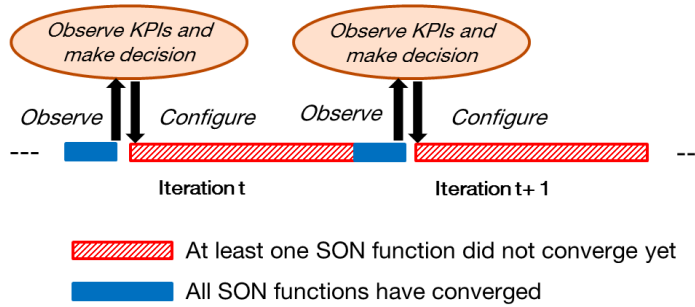 Observe KPIs and
make decision
Observe KPIs and
make decision
Observe
Configure
Observe
Configure
---
--
Iteration t
Iteration t+ 1
At least one SON function did not converge yet
All SON functions have converged